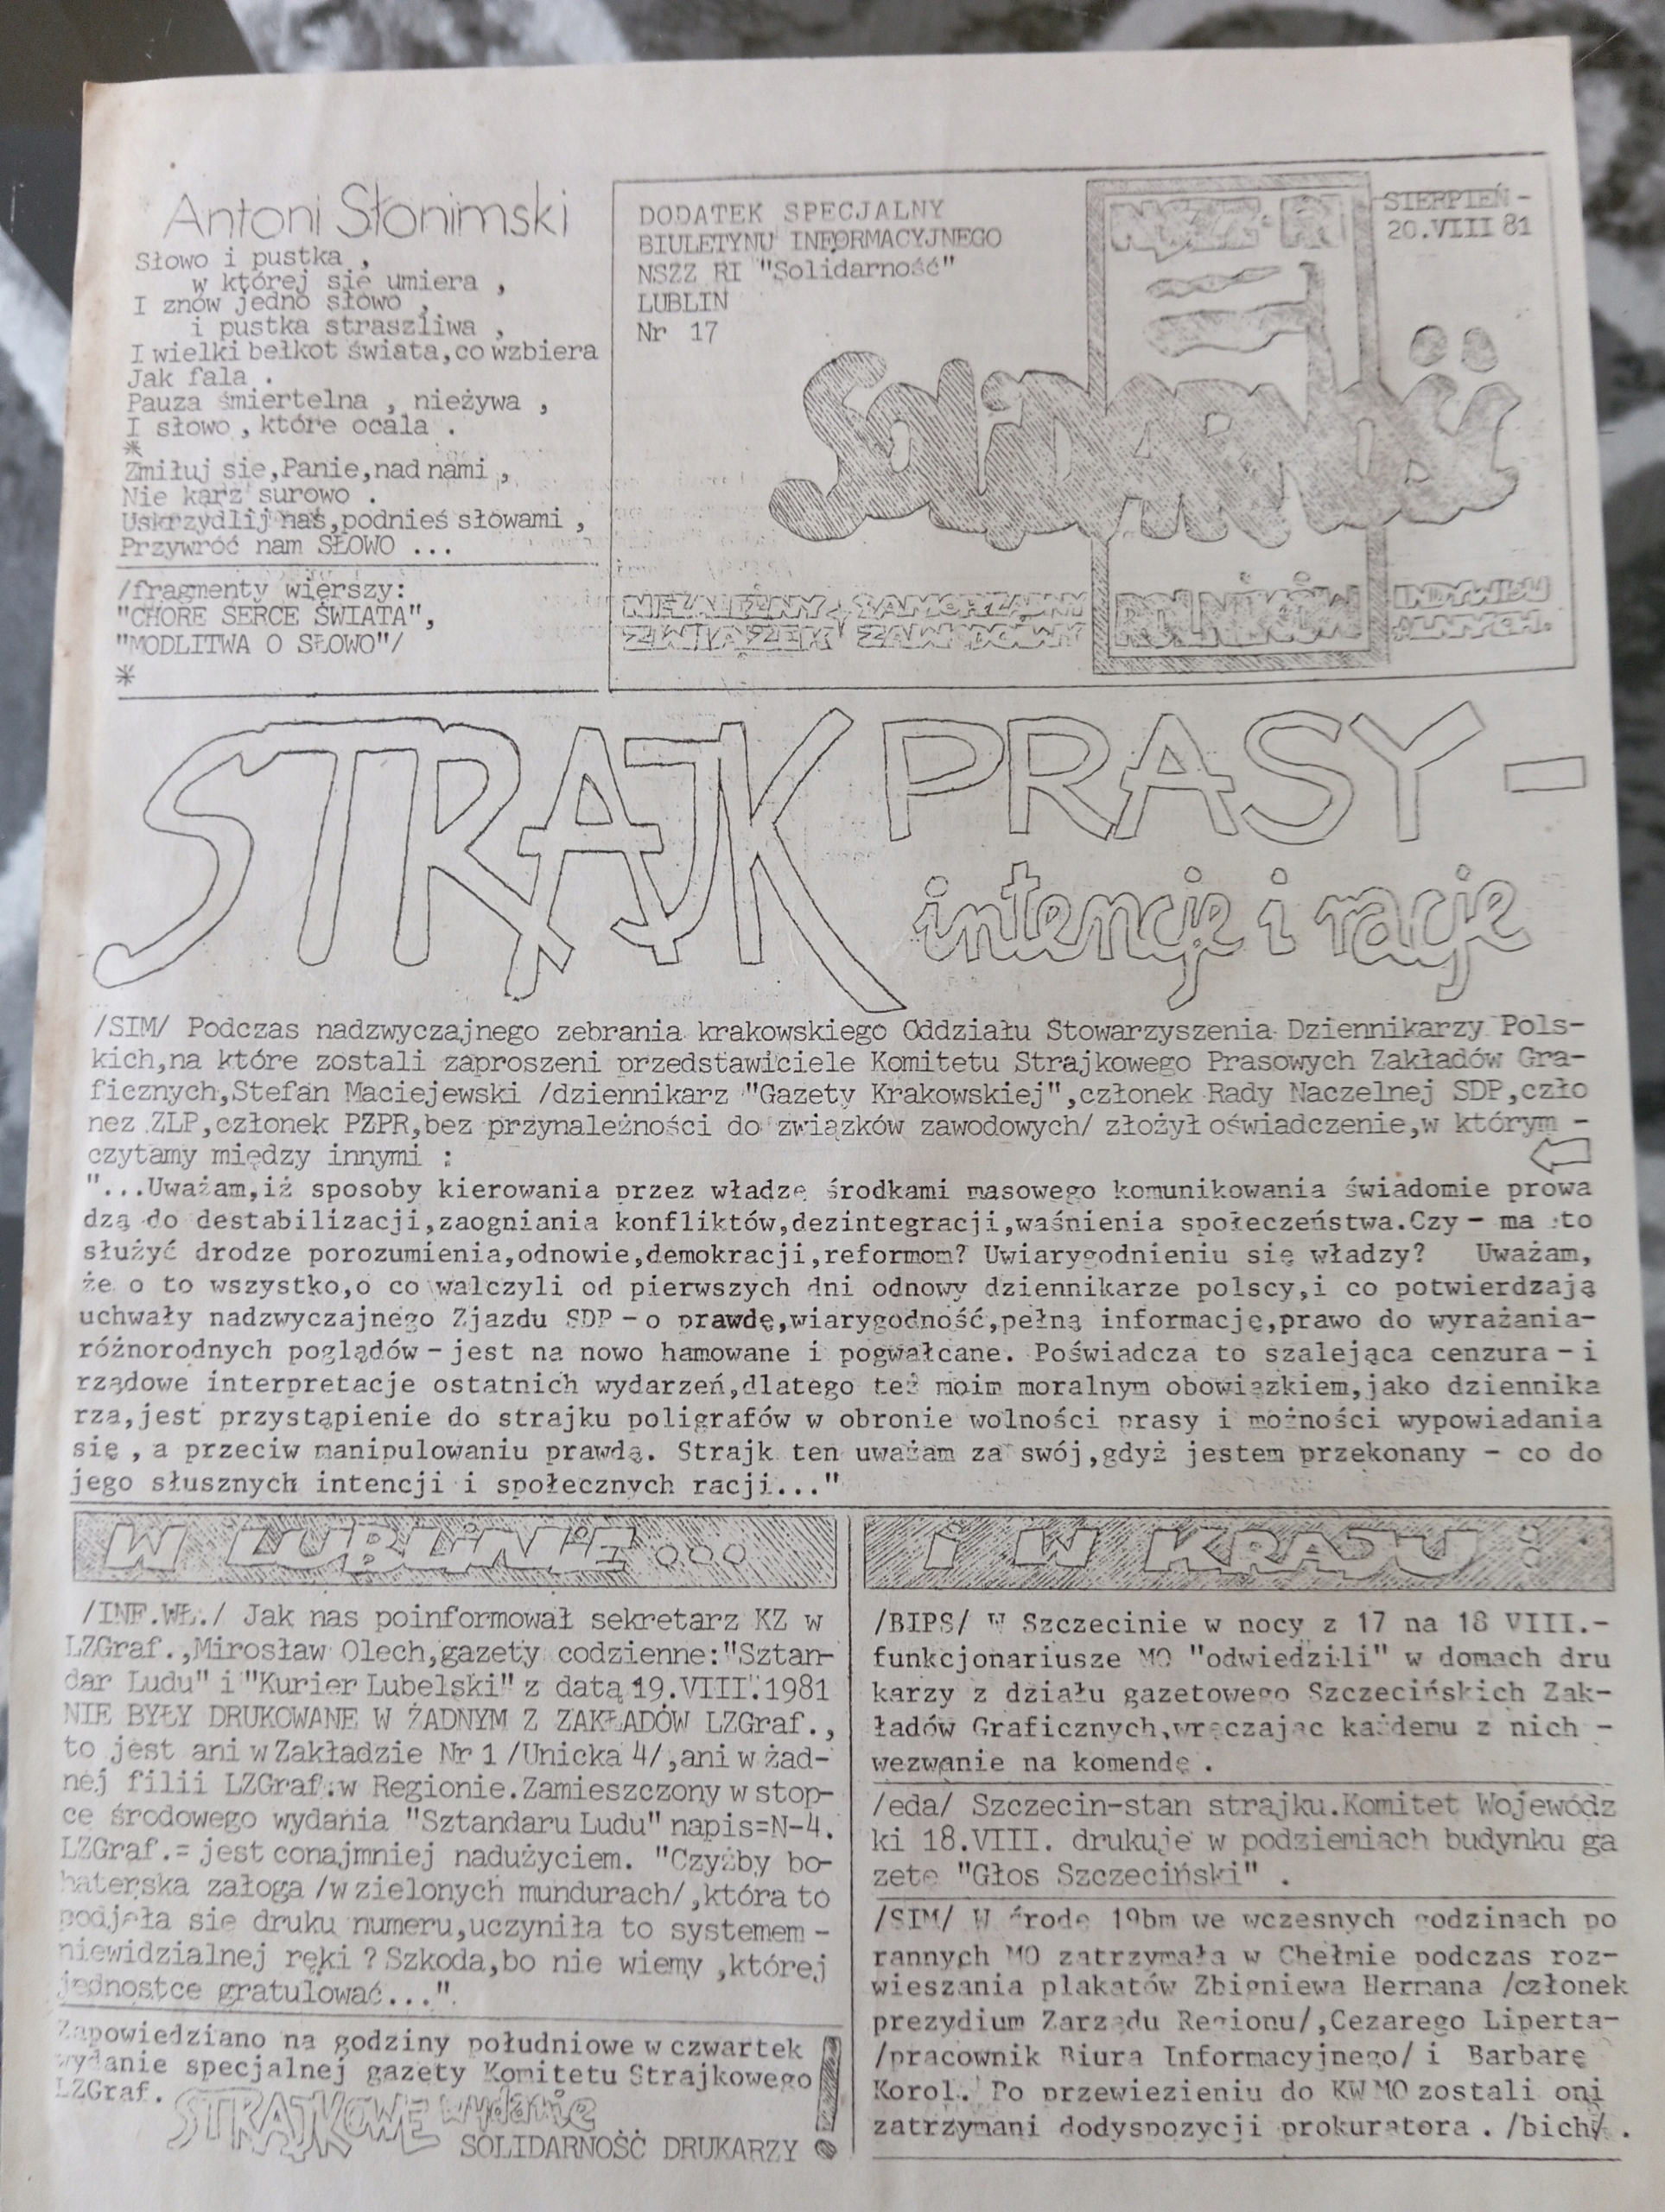 Antoni Słonimski
Słowo i pustka ,
w której się umiera ,
I znów jedno słowo ,
i pustka straszliwa ,
I wielki bełkot świata,co wzbiera
Jak fala .
Pauza śmiertelna , nieżywa ,
I słowo , które ocala .
*
Zmiłuj sie,Panie,nad nami ,
Nie karz surowo .
Uskrzydlij nas,podnieś słowami ,
Przywróć nam SŁOWO ...
/fragmenty wierszy:
"CHORE SERCE ŚWIATA",
"MODLITWA O SŁOWO"/
*
DODATEK SPECJALNY
BIULETYNU INFORMACYJNEGO
NSZZ RI "Solidarność"
LUBLIN
Nr 17
NSZZ RI
SIERPIEŃ -
20.VIII 81
Solidarność
NIEZALEŻNY, SAMORZĄDNY
ZWIĄZEK ZAWODOWY
ROLNIKÓW
INDYWIDU
ALNYCH.
STRAJK PRASY -
intencje i racje
/SIM/ Podczas nadzwyczajnego zebrania krakowskiego Oddziału Stowarzyszenia Dziennikarzy Pols-
kich,na które zostali zaproszeni przedstawiciele Komitetu Strajkowego Prasowych Zakładów Gra-
ficznych,Stefan Maciejewski /dziennikarz "Gazety Krakowskiej",członek Rady Naczelnej SDP,czło
nez ZLP,członek PZPR,bez przynależności do związków zawodowych/ złożył oświadczenie,w którym -
czytamy między innymi :
"...Uważam,iż sposoby kierowania przez władzę środkami masowego komunikowania świadomie prowa
dzą do destabilizacji,zaogniania konfliktów,dezintegracji,waśnienia społeczeństwa.Czy - ma to
służyć drodze porozumienia,odnowie,demokracji,reformom? Uwiarygodnieniu się władzy? Uważam,
że o to wszystko,o co walczyli od pierwszych dni odnowy dziennikarze polscy,i co potwierdzają
uchwały nadzwyczajnego Zjazdu SDP - o prawdę,wiarygodność,pełną informację,prawo do wyrażania-
różnorodnych poglądów - jest na nowo hamowane i pogwałcane. Poświadcza to szalejąca cenzura - i
rządowe interpretacje ostatnich wydarzeń,dlatego też moim moralnym obowiązkiem,jako dziennika
rza,jest przystąpienie do strajku poligrafów w obronie wolności prasy i możności wypowiadania
się , a przeciw manipulowaniu prawdą. Strajk ten uważam za swój,gdyż jestem przekonany - co do
jego słusznych intencji i społecznych racji..."
W LUBLINIE...
/INF.WŁ./ Jak nas poinformował sekretarz KZ w
LZGraf.,Mirosław Olech,gazety codzienne:"Sztan-
dar Ludu" i "Kurier Lubelski" z datą 19.VIII.1981
NIE BYŁY DRUKOWANE W ŻADNYM Z ZAKŁADÓW LZGraf.,
to jest ani w Zakładzie Nr 1 /Unicka 4/,ani w żad-
nej filii LZGraf.w Regionie.Zamieszczony w stop-
ce środowego wydania "Sztandaru Ludu" napis=N-4.
LZGraf.= jest conajmniej nadużyciem. "Czyżby bo-
haterska załoga /w zielonych mundurach/,która to
podjęła sie druku numeru,uczyniła to systemem -
niewidzialnej ręki ? Szkoda,bo nie wiemy ,której
jednostce gratulować...".
Zapowiedziano na godziny południowe w czwartek
wydanie specjalnej gazety Komitetu Strajkowego
LZGraf.
STRAJKOWE wydanie
SOLIDARNOŚĆ DRUKARZY !
i W KRAJU :
/BIPS/ W Szczecinie w nocy z 17 na 18 VIII.-
funkcjonariusze MO "odwiedzili" w domach dru
karzy z działu gazetowego Szczecińskich Zak-
ładów Graficznych,wręczając każdemu z nich -
wezwanie na komendę .
/eda/ Szczecin-stan strajku.Komitet Wojewódz
ki 18.VIII. drukuje w podziemiach budynku ga
zete "Głos Szczeciński" .
/SIM/ W środę 19bm we wczesnych godzinach po
rannych MO zatrzymała w Chełmie podczas roz-
wieszania plakatów Zbigniewa Hermana /członek
prezydium Zarządu Regionu/,Cezarego Liperta-
/pracownik Biura Informacyjnego/ i Barbarę
Korol. Po przewiezieniu do KW MO zostali oni
zatrzymani dodyspozycji prokuratora . /bich/ .